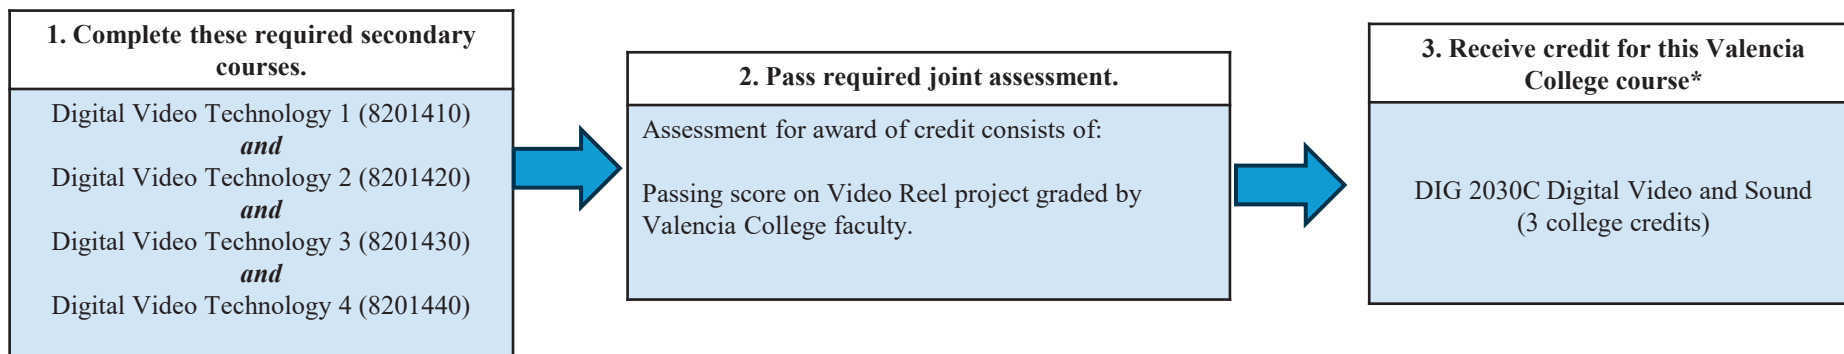 1. Complete these required secondary
courses.
Digital Video Technology 1 (8201410)
and
Digital Video Technology 2 (8201420)
and
Digital Video Technology 3 (8201430)
and
Digital Video Technology 4 (8201440)
2. Pass required joint assessment.
Assessment for award of credit consists of:
Passing score on Video Reel project graded by
Valencia College faculty.
3. Receive credit for this Valencia
College course*
DIG 2030C Digital Video and Sound
(3 college credits)